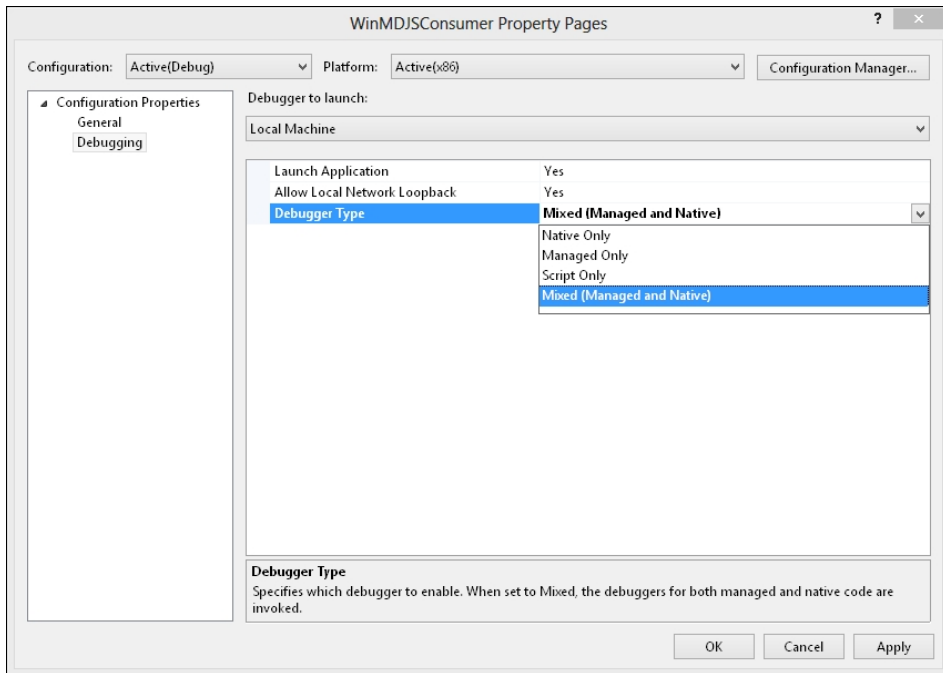 WinMDJSConsumer Property Pages
?
Configuration: Active(Debug) Platform: Active(x86) Configuration Manager...
Configuration Properties
General
Debugging
Debugger to launch:
Local Machine
Launch Application Yes
Allow Local Network Loopback Yes
Debugger Type Mixed (Managed and Native)
Native Only
Managed Only
Script Only
Mixed (Managed and Native)
Debugger Type
Specifies which debugger to enable. When set to Mixed, the debuggers for both managed and native code are
invoked.
OK Cancel Apply